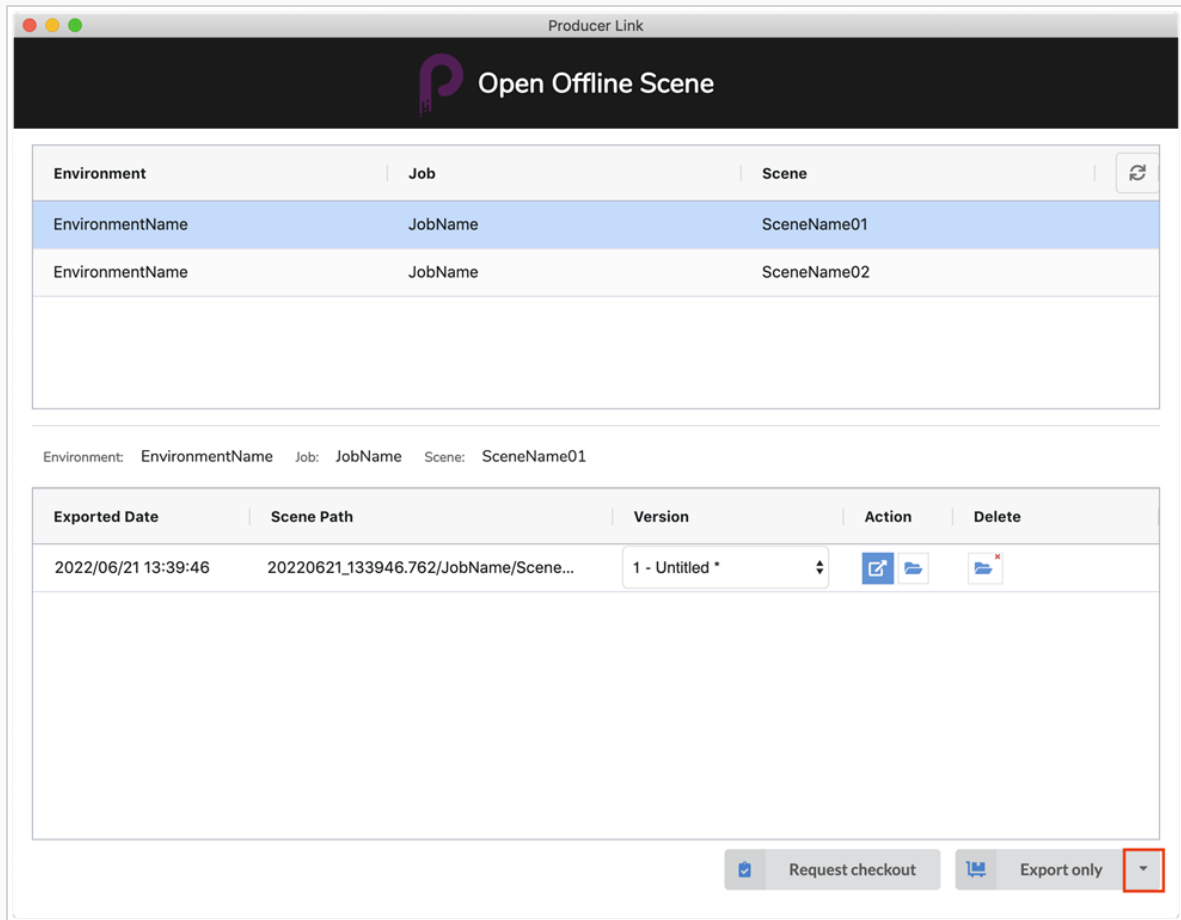 Producer Link
Open Offline Scene
Environment Job Scene
EnvironmentName JobName SceneName01
EnvironmentName JobName SceneName02
Environment: EnvironmentName Job: JobName Scene: SceneName01
Exported Date Scene Path Version Action Delete
2022/06/21 13:39:46 20220621_133946.762/JobName/Scene... 1 - Untitled *
Request checkout Export only